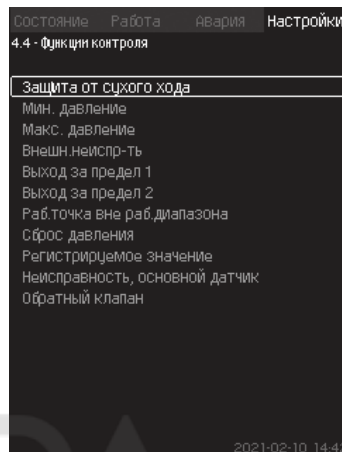 Состояние Работа Авария Настройки
4.4 - Функции контроля
Защита от сухого хода
Мин. давление
Макс. давление
Внешн.неиспр-ть
Выход за предел 1
Выход за предел 2
Раб.точка вне раб.диапазона
Сброс давления
Регистрируемое значение
Неисправность, основной датчик
Обратный клапан
2021-02-10 14:4